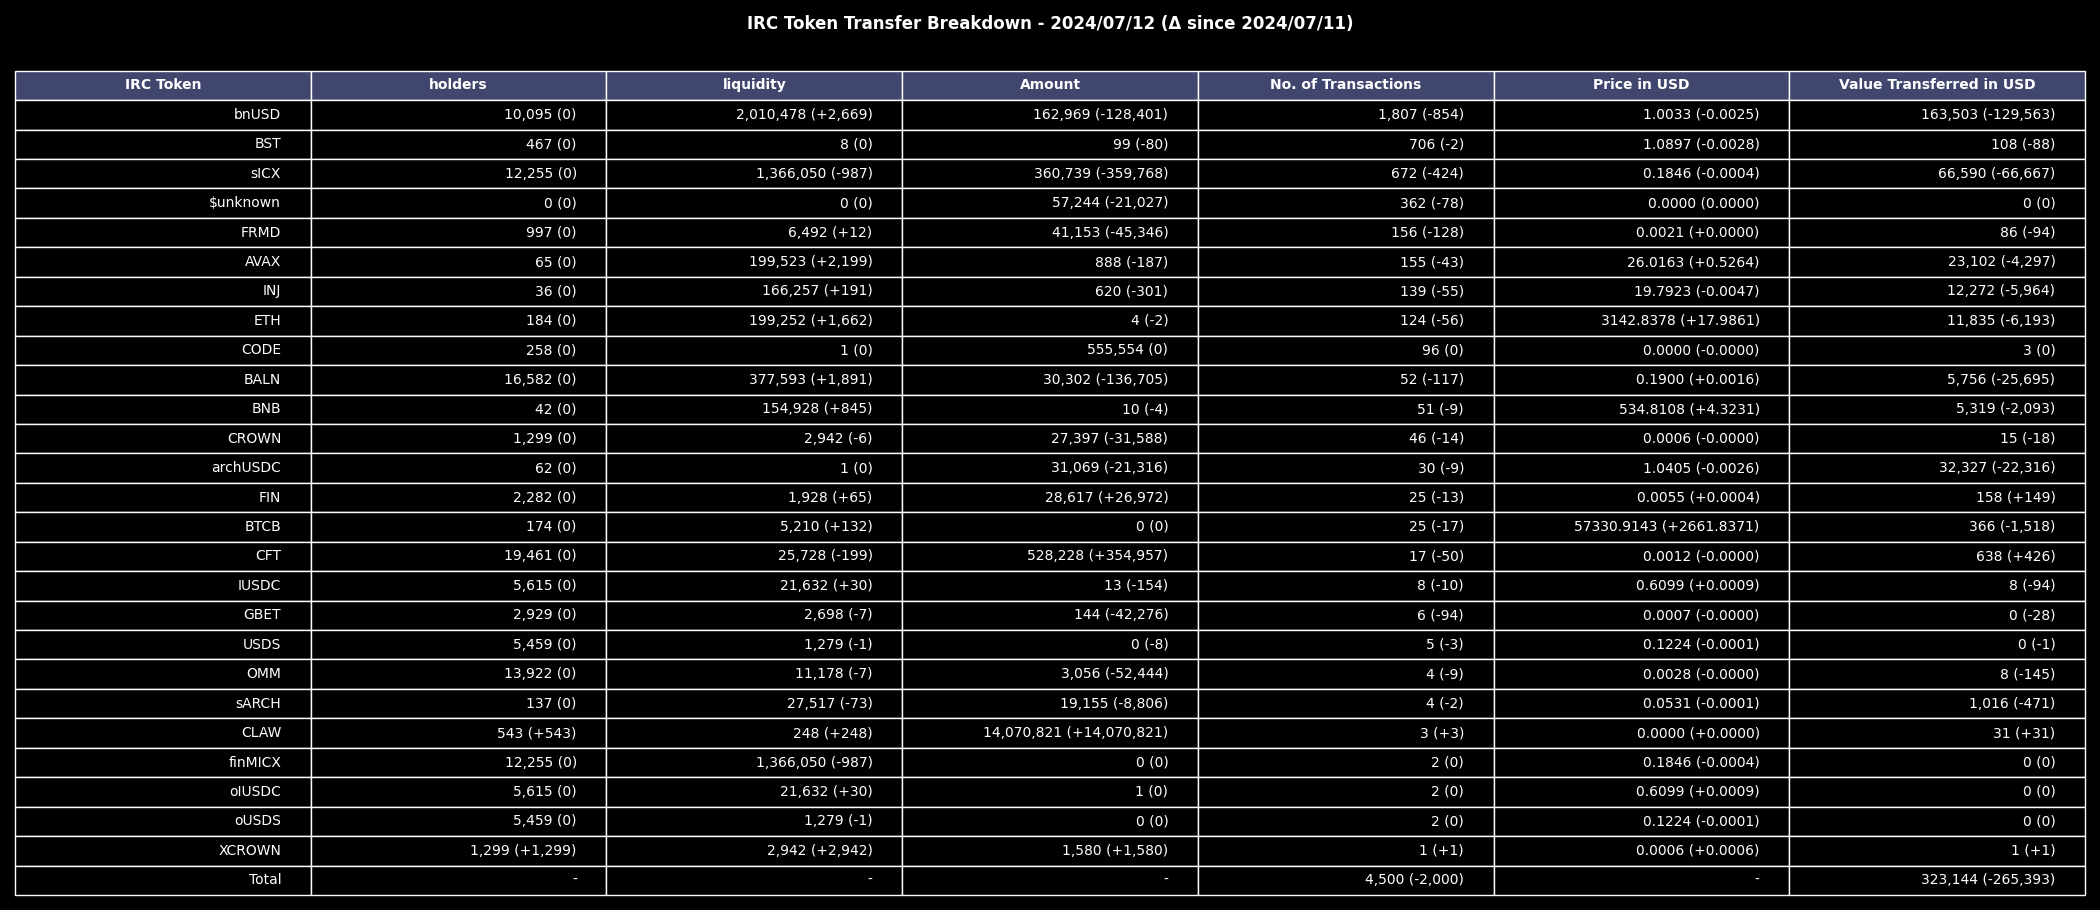 IRC Token Transfer Breakdown - 2024/07/12 (Δ since 2024/07/11)
IRC Token holders liquidity Amount No. of Transactions Price in USD Value Transferred in USD
bnUSD 10,095 (0) 2,010,478 (+2,669) 162,969 (-128,401) 1,807 (-854) 1.0033 (-0.0025) 163,503 (-129,563)
BST 467 (0) 8 (0) 99 (-80) 706 (-2) 1.0897 (-0.0028) 108 (-88)
sICX 12,255 (0) 1,366,050 (-987) 360,739 (-359,768) 672 (-424) 0.1846 (-0.0004) 66,590 (-66,667)
$unknown 0 (0) 0 (0) 57,244 (-21,027) 362 (-78) 0.0000 (0.0000) 0 (0)
FRMD 997 (0) 6,492 (+12) 41,153 (-45,346) 156 (-128) 0.0021 (+0.0000) 86 (-94)
AVAX 65 (0) 199,523 (+2,199) 888 (-187) 155 (-43) 26.0163 (+0.5264) 23,102 (-4,297)
INJ 36 (0) 166,257 (+191) 620 (-301) 139 (-55) 19.7923 (-0.0047) 12,272 (-5,964)
ETH 184 (0) 199,252 (+1,662) 4 (-2) 124 (-56) 3142.8378 (+17.9861) 11,835 (-6,193)
CODE 258 (0) 1 (0) 555,554 (0) 96 (0) 0.0000 (-0.0000) 3 (0)
BALN 16,582 (0) 377,593 (+1,891) 30,302 (-136,705) 52 (-117) 0.1900 (+0.0016) 5,756 (-25,695)
BNB 42 (0) 154,928 (+845) 10 (-4) 51 (-9) 534.8108 (+4.3231) 5,319 (-2,093)
CROWN 1,299 (0) 2,942 (-6) 27,397 (-31,588) 46 (-14) 0.0006 (-0.0000) 15 (-18)
archUSDC 62 (0) 1 (0) 31,069 (-21,316) 30 (-9) 1.0405 (-0.0026) 32,327 (-22,316)
FIN 2,282 (0) 1,928 (+65) 28,617 (+26,972) 25 (-13) 0.0055 (+0.0004) 158 (+149)
BTCB 174 (0) 5,210 (+132) 0 (0) 25 (-17) 57330.9143 (+2661.8371) 366 (-1,518)
CFT 19,461 (0) 25,728 (-199) 528,228 (+354,957) 17 (-50) 0.0012 (-0.0000) 638 (+426)
IUSDC 5,615 (0) 21,632 (+30) 13 (-154) 8 (-10) 0.6099 (+0.0009) 8 (-94)
GBET 2,929 (0) 2,698 (-7) 144 (-42,276) 6 (-94) 0.0007 (-0.0000) 0 (-28)
USDS 5,459 (0) 1,279 (-1) 0 (-8) 5 (-3) 0.1224 (-0.0001) 0 (-1)
OMM 13,922 (0) 11,178 (-7) 3,056 (-52,444) 4 (-9) 0.0028 (-0.0000) 8 (-145)
sARCH 137 (0) 27,517 (-73) 19,155 (-8,806) 4 (-2) 0.0531 (-0.0001) 1,016 (-471)
CLAW 543 (+543) 248 (+248) 14,070,821 (+14,070,821) 3 (+3) 0.0000 (+0.0000) 31 (+31)
finMICX 12,255 (0) 1,366,050 (-987) 0 (0) 2 (0) 0.1846 (-0.0004) 0 (0)
oIUSDC 5,615 (0) 21,632 (+30) 1 (0) 2 (0) 0.6099 (+0.0009) 0 (0)
oUSDS 5,459 (0) 1,279 (-1) 0 (0) 2 (0) 0.1224 (-0.0001) 0 (0)
XCROWN 1,299 (+1,299) 2,942 (+2,942) 1,580 (+1,580) 1 (+1) 0.0006 (+0.0006) 1 (+1)
Total - - - 4,500 (-2,000) - 323,144 (-265,393)